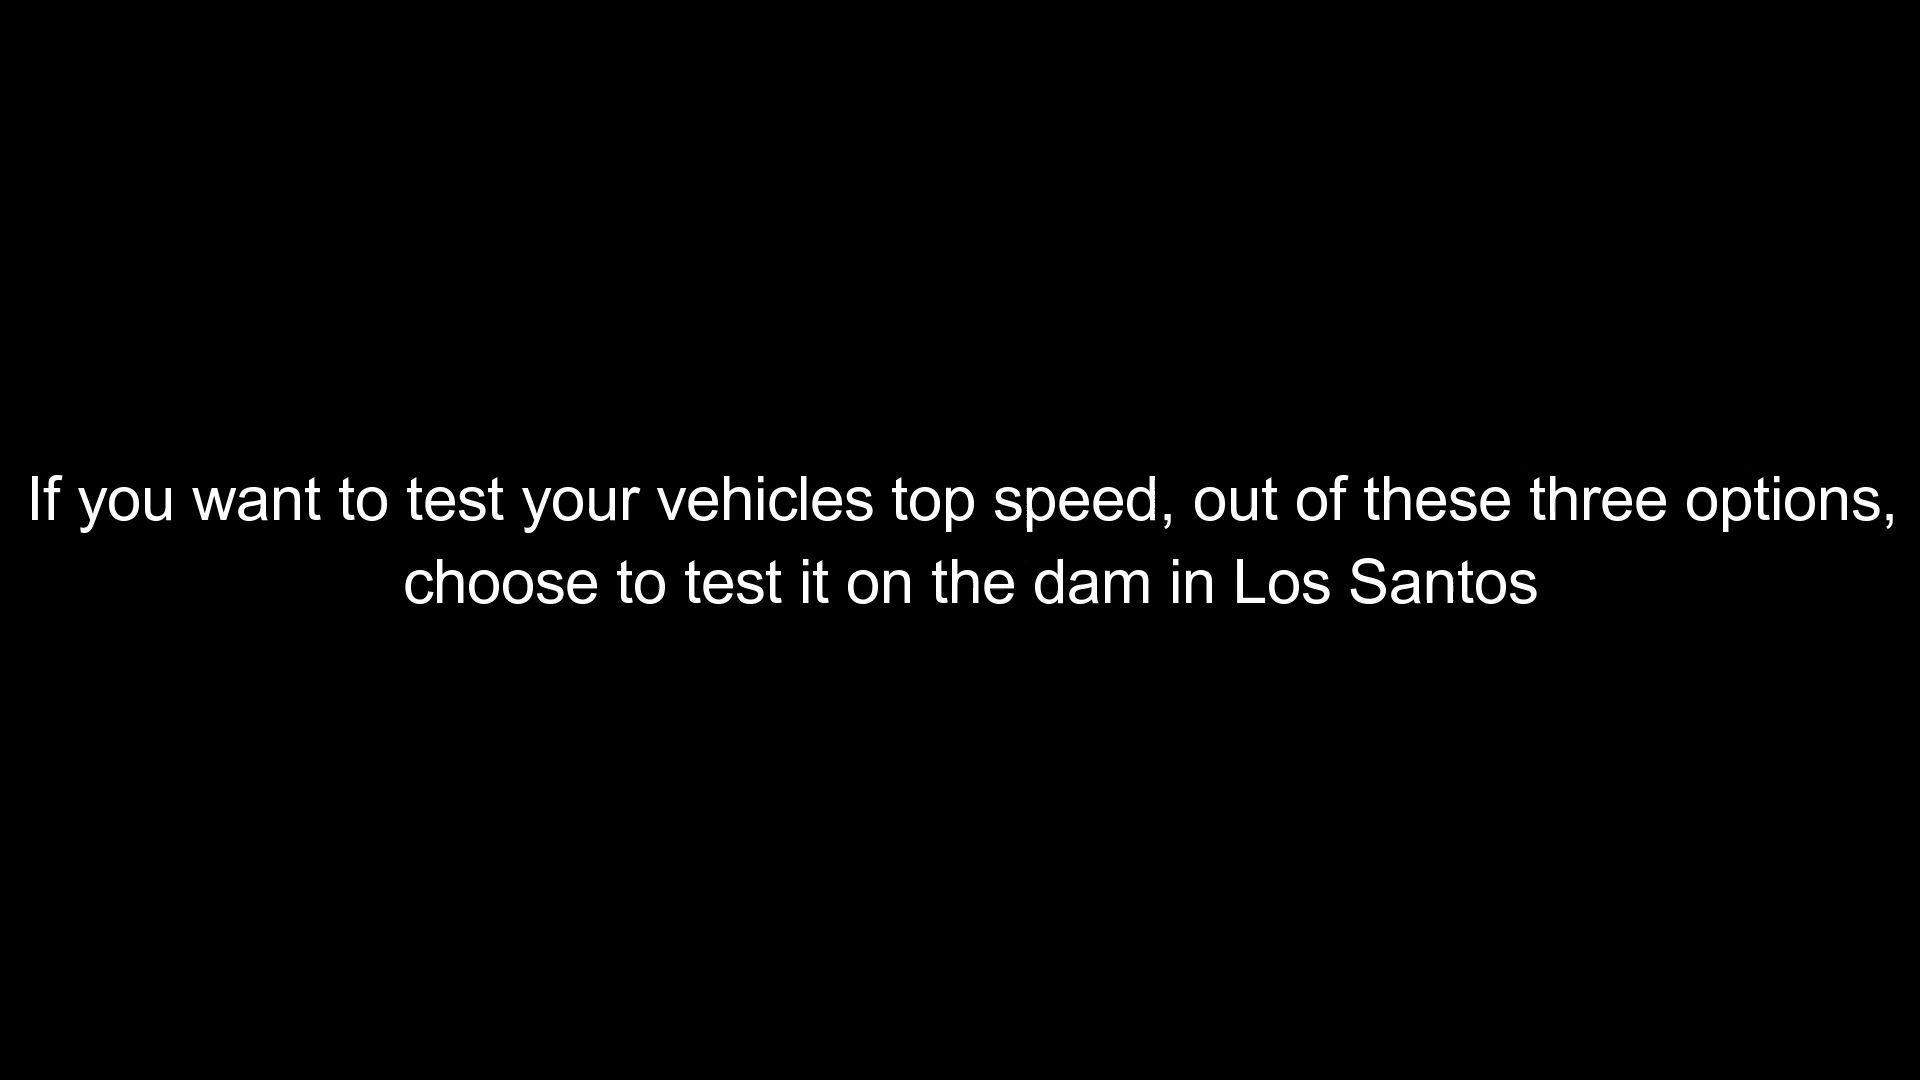 If you want to test your vehicles top speed, out of these three options,
choose to test it on the dam in Los Santos